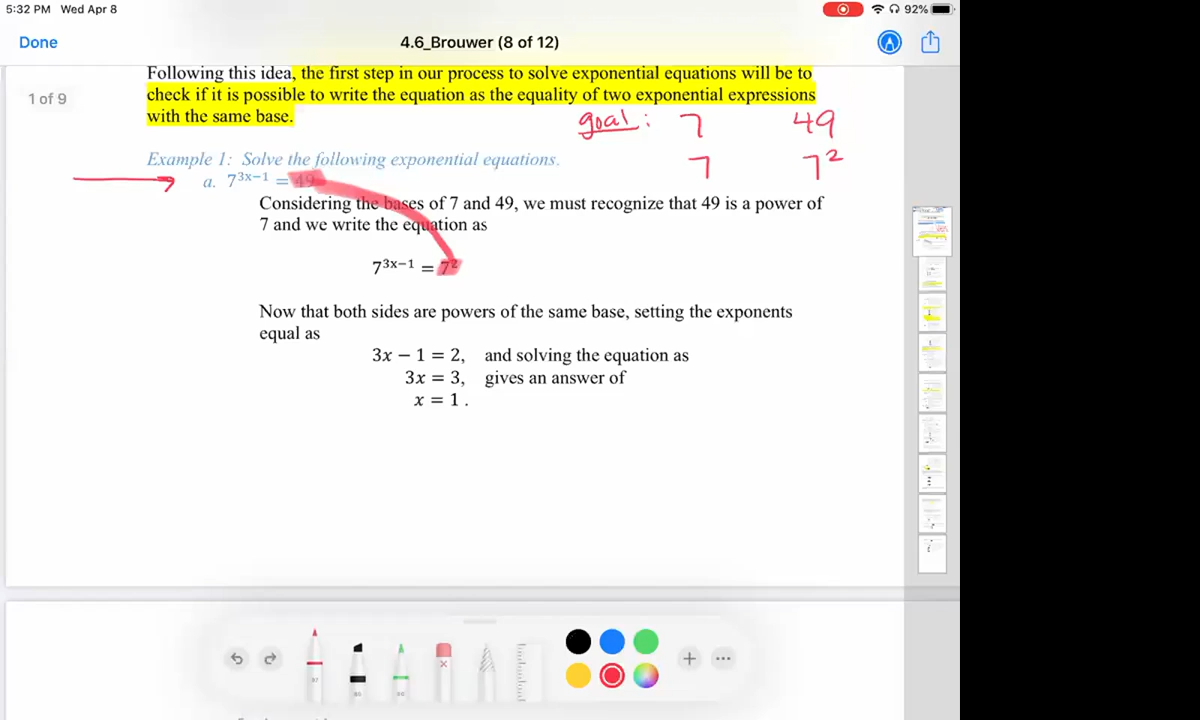 5:32 PM Wed Apr 8
92%
Done
4.6_Brouwer (8 of 12)
1 of 9
Following this idea, the first step in our process to solve exponential equations will be to
check if it is possible to write the equation as the equality of two exponential expressions
with the same base.
goal: 7 49
7 7²
Example 1: Solve the following exponential equations.
a. 7³ˣ⁻¹ = 49
Considering the bases of 7 and 49, we must recognize that 49 is a power of
7 and we write the equation as
7³ˣ⁻¹ = 7²
Now that both sides are powers of the same base, setting the exponents
equal as
3x − 1 = 2, and solving the equation as
3x = 3, gives an answer of
x = 1 .